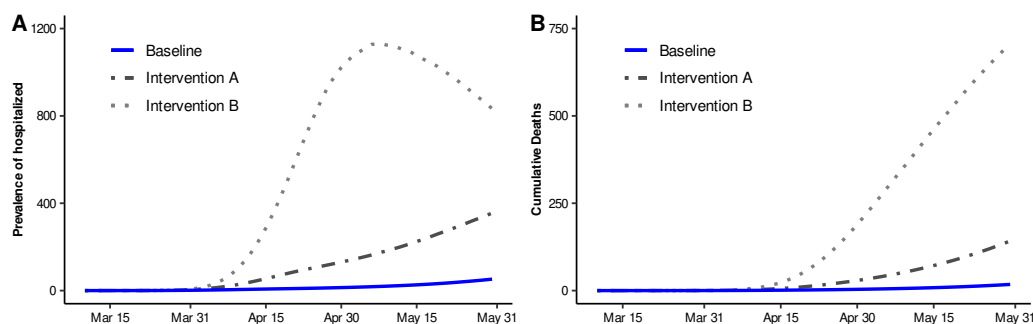 A
Prevalence of hospitalized
1200
800
400
0
Baseline
Intervention A
Intervention B
Mar 15 Mar 31 Apr 15 Apr 30 May 15 May 31
B
Cumulative Deaths
750
500
250
0
Baseline
Intervention A
Intervention B
Mar 15 Mar 31 Apr 15 Apr 30 May 15 May 31